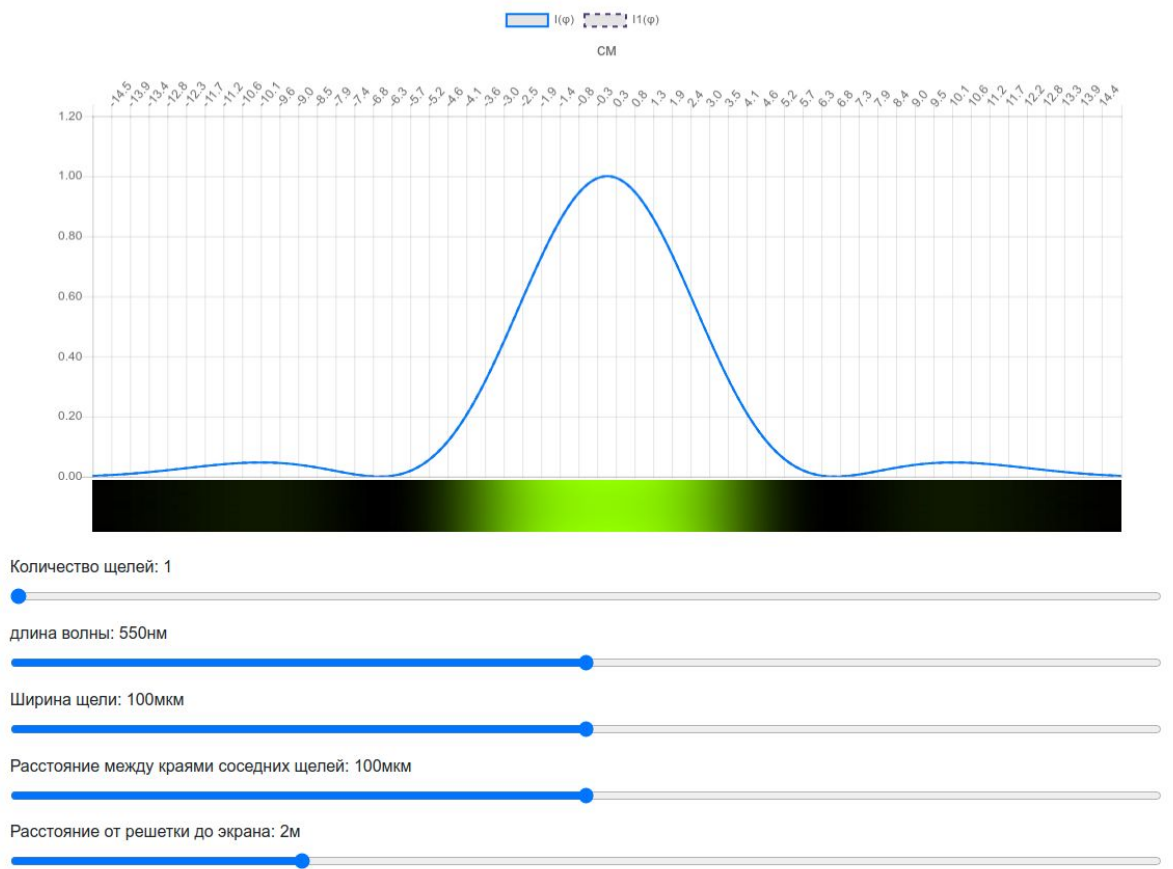 I(φ) I1(φ)
см
-14.5 -13.9 -13.4 -12.8 -12.3 -11.7 -11.2 -10.6 -10.1 -9.6 -9.0 -8.5 -7.9 -7.4 -6.8 -6.3 -5.7 -5.2 -4.6 -4.1 -3.6 -3.0 -2.5 -1.9 -1.4 -0.8 -0.3 0.3 0.8 1.3 1.9 2.4 3.0 3.5 4.1 4.6 5.2 5.7 6.3 6.8 7.3 7.9 8.4 9.0 9.5 10.1 10.6 11.2 11.7 12.2 12.8 13.3 13.9 14.4
1.20
1.00
0.80
0.60
0.40
0.20
0.00
Количество щелей: 1
длина волны: 550нм
Ширина щели: 100мкм
Расстояние между краями соседних щелей: 100мкм
Расстояние от решетки до экрана: 2м